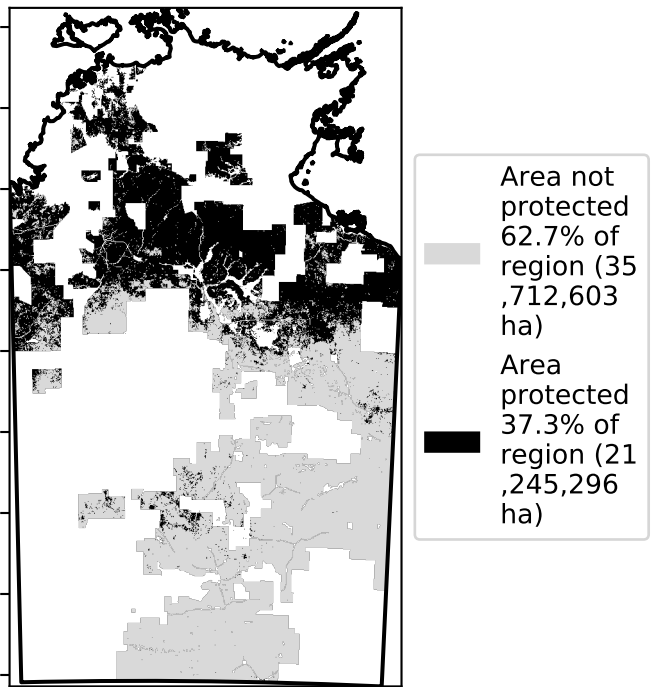 Area not
protected
62.7% of
region (35
,712,603
ha)
Area
protected
37.3% of
region (21
,245,296
ha)